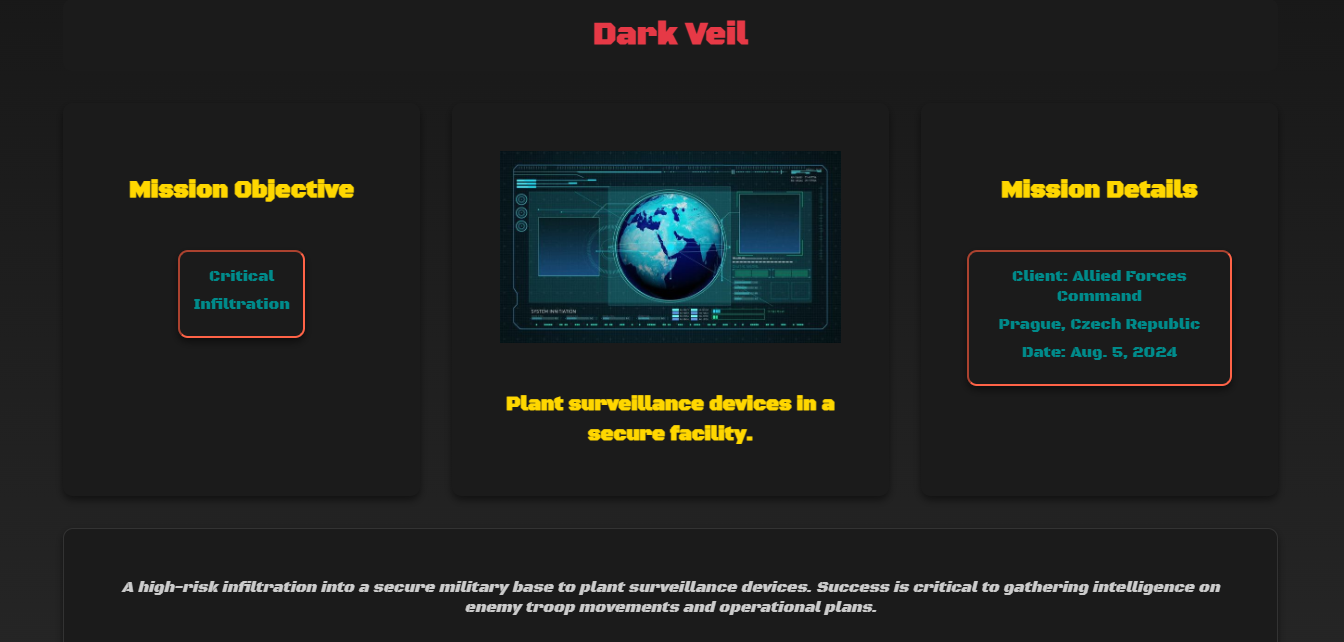 Dark Veil
Mission Objective
Critical
Infiltration
SYSTEM INITIATION
Plant surveillance devices in a
secure facility.
Mission Details
Client: Allied Forces
Command
Prague, Czech Republic
Date: Aug. 5, 2024
A high-risk infiltration into a secure military base to plant surveillance devices. Success is critical to gathering intelligence on
enemy troop movements and operational plans.